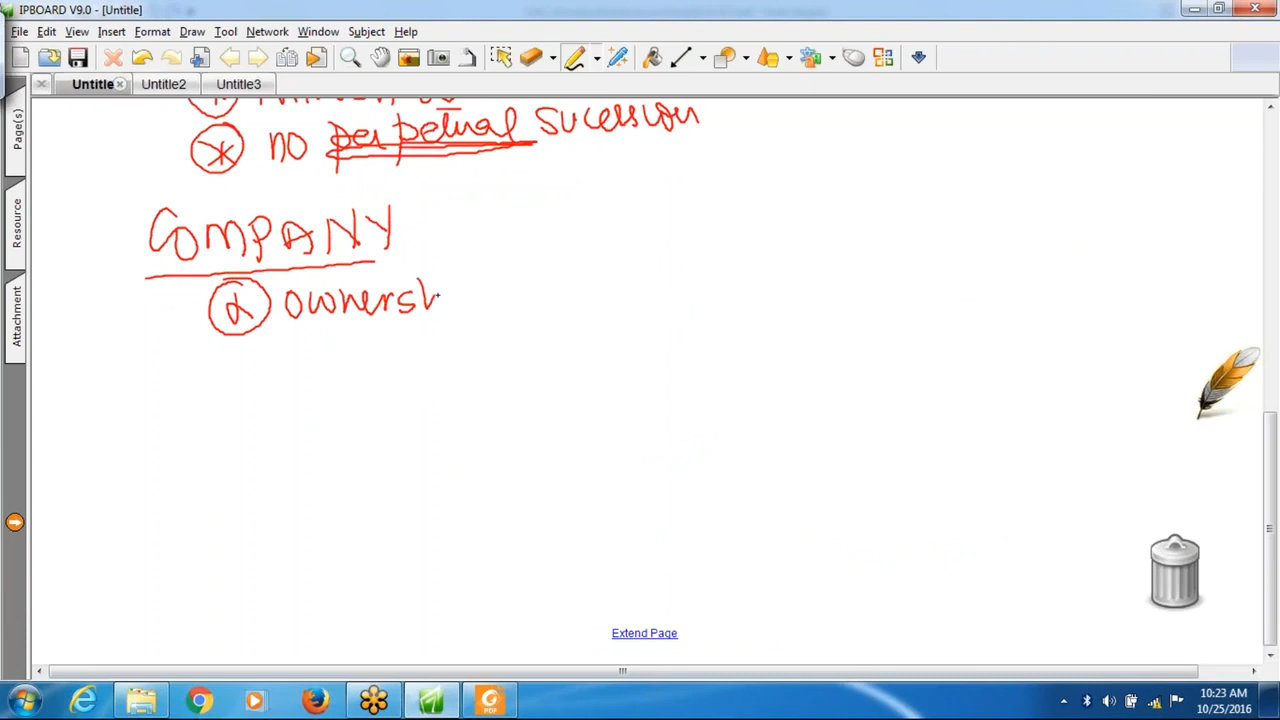 IPBOARD V9.0 - [Untitle]
File Edit View Insert Format Draw Tool Network Window Subject Help
Untitle Untitle2 Untitle3
Page(s)
Resource
Attachment
no perpetual sucession
COMPANY
ownersh
Extend Page
PDF
10:23 AM
10/25/2016